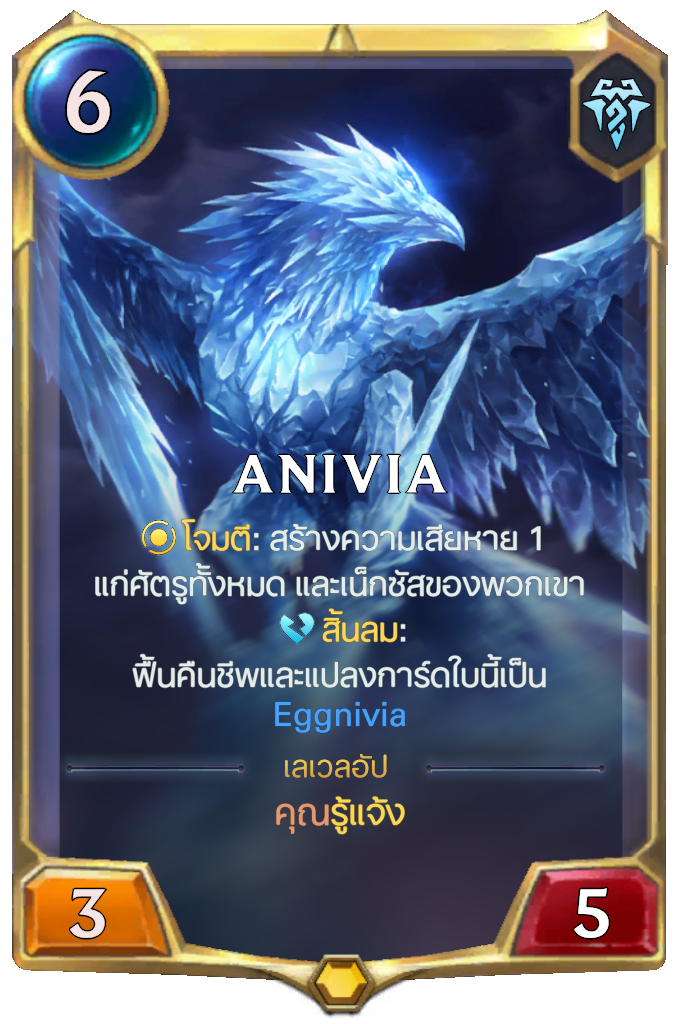 6
ANIVIA
โจมตี: สร้างความเสียหาย 1
แก่ศัตรูทั้งหมด และเน็กซัสของพวกเขา
สิ้นลม:
ฟื้นคืนชีพและแปลงการ์ดใบนี้เป็น
Eggnivia
เลเวลอัป
คุณรู้แจ้ง
3
5